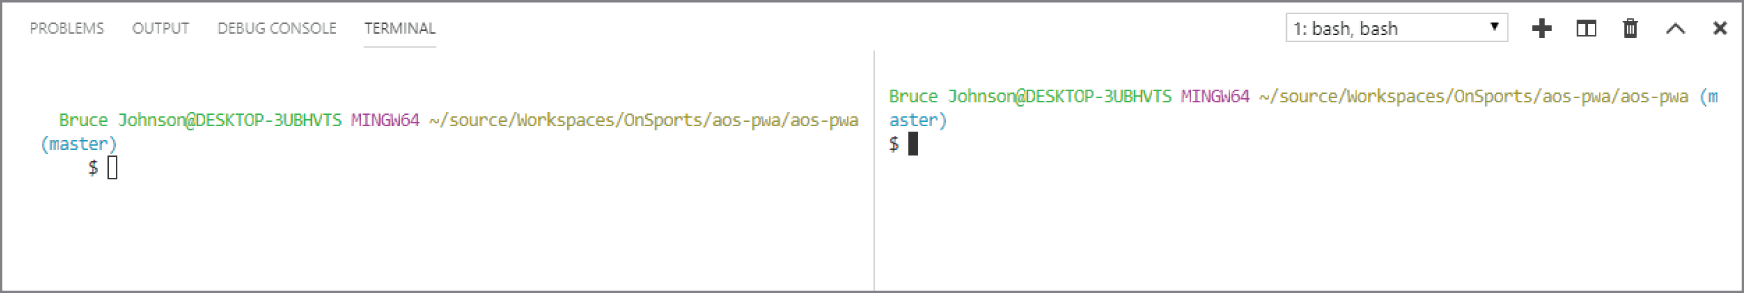 PROBLEMS OUTPUT DEBUG CONSOLE TERMINAL 1: bash, bash
Bruce Johnson@DESKTOP-3UBHVTS MINGW64 ~/source/Workspaces/OnSports/aos-pwa/aos-pwa
(master)
$
Bruce Johnson@DESKTOP-3UBHVTS MINGW64 ~/source/Workspaces/OnSports/aos-pwa/aos-pwa (m
aster)
$